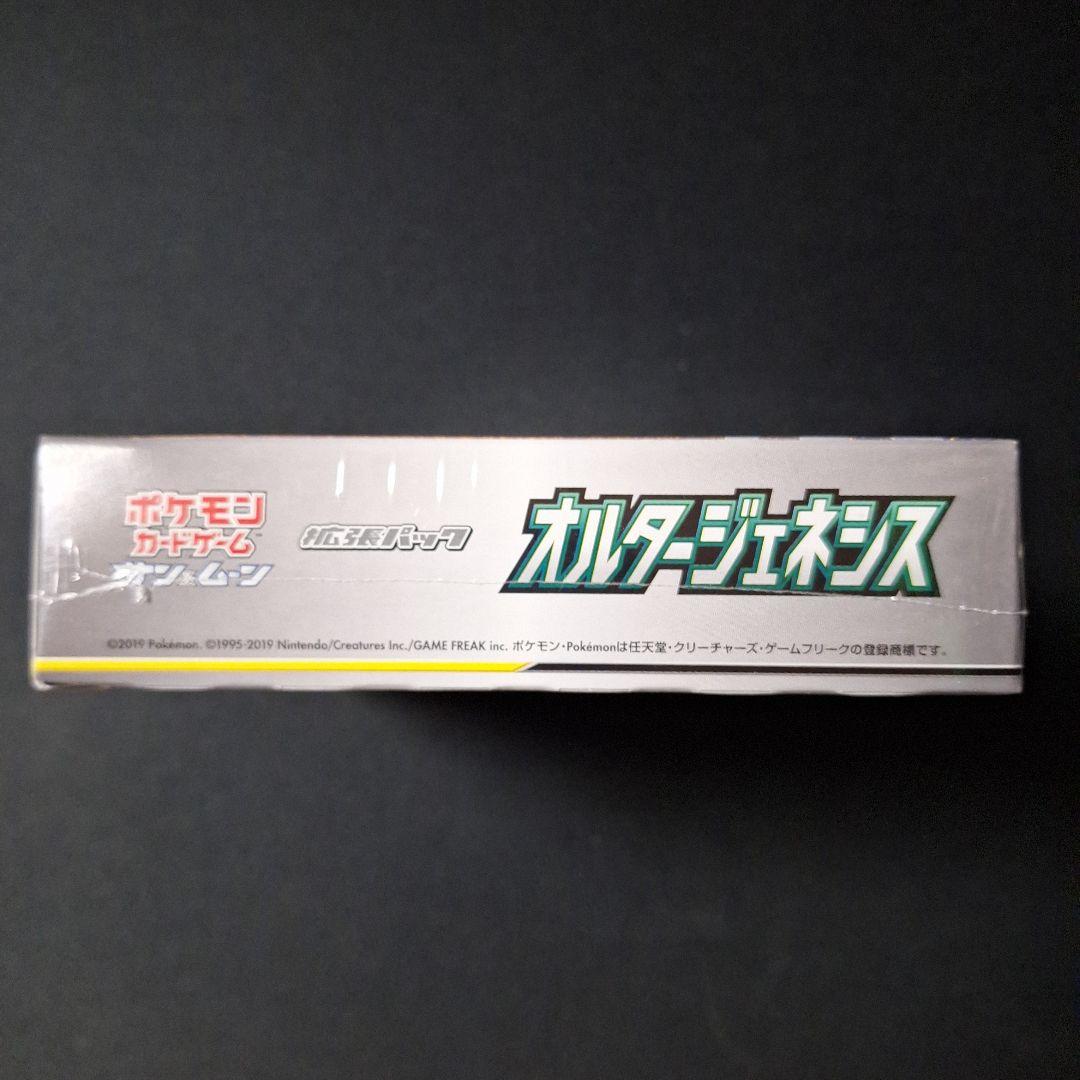 ポケモン
カードゲーム™
サン&ムーン
拡張パック
オルタージェネシス
©2019 Pokémon. ©1995-2019 Nintendo/Creatures Inc./GAME FREAK inc. ポケモン・Pokémonは任天堂・クリーチャーズ・ゲームフリークの登録商標です。